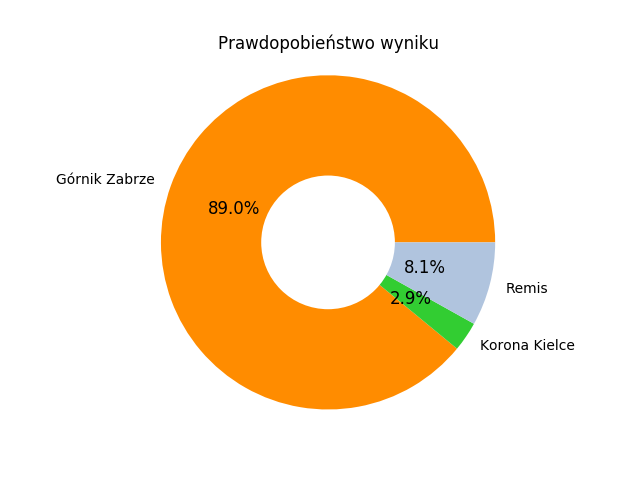 Prawdopobieństwo wyniku
Górnik Zabrze
89.0%
8.1%
Remis
2.9%
Korona Kielce